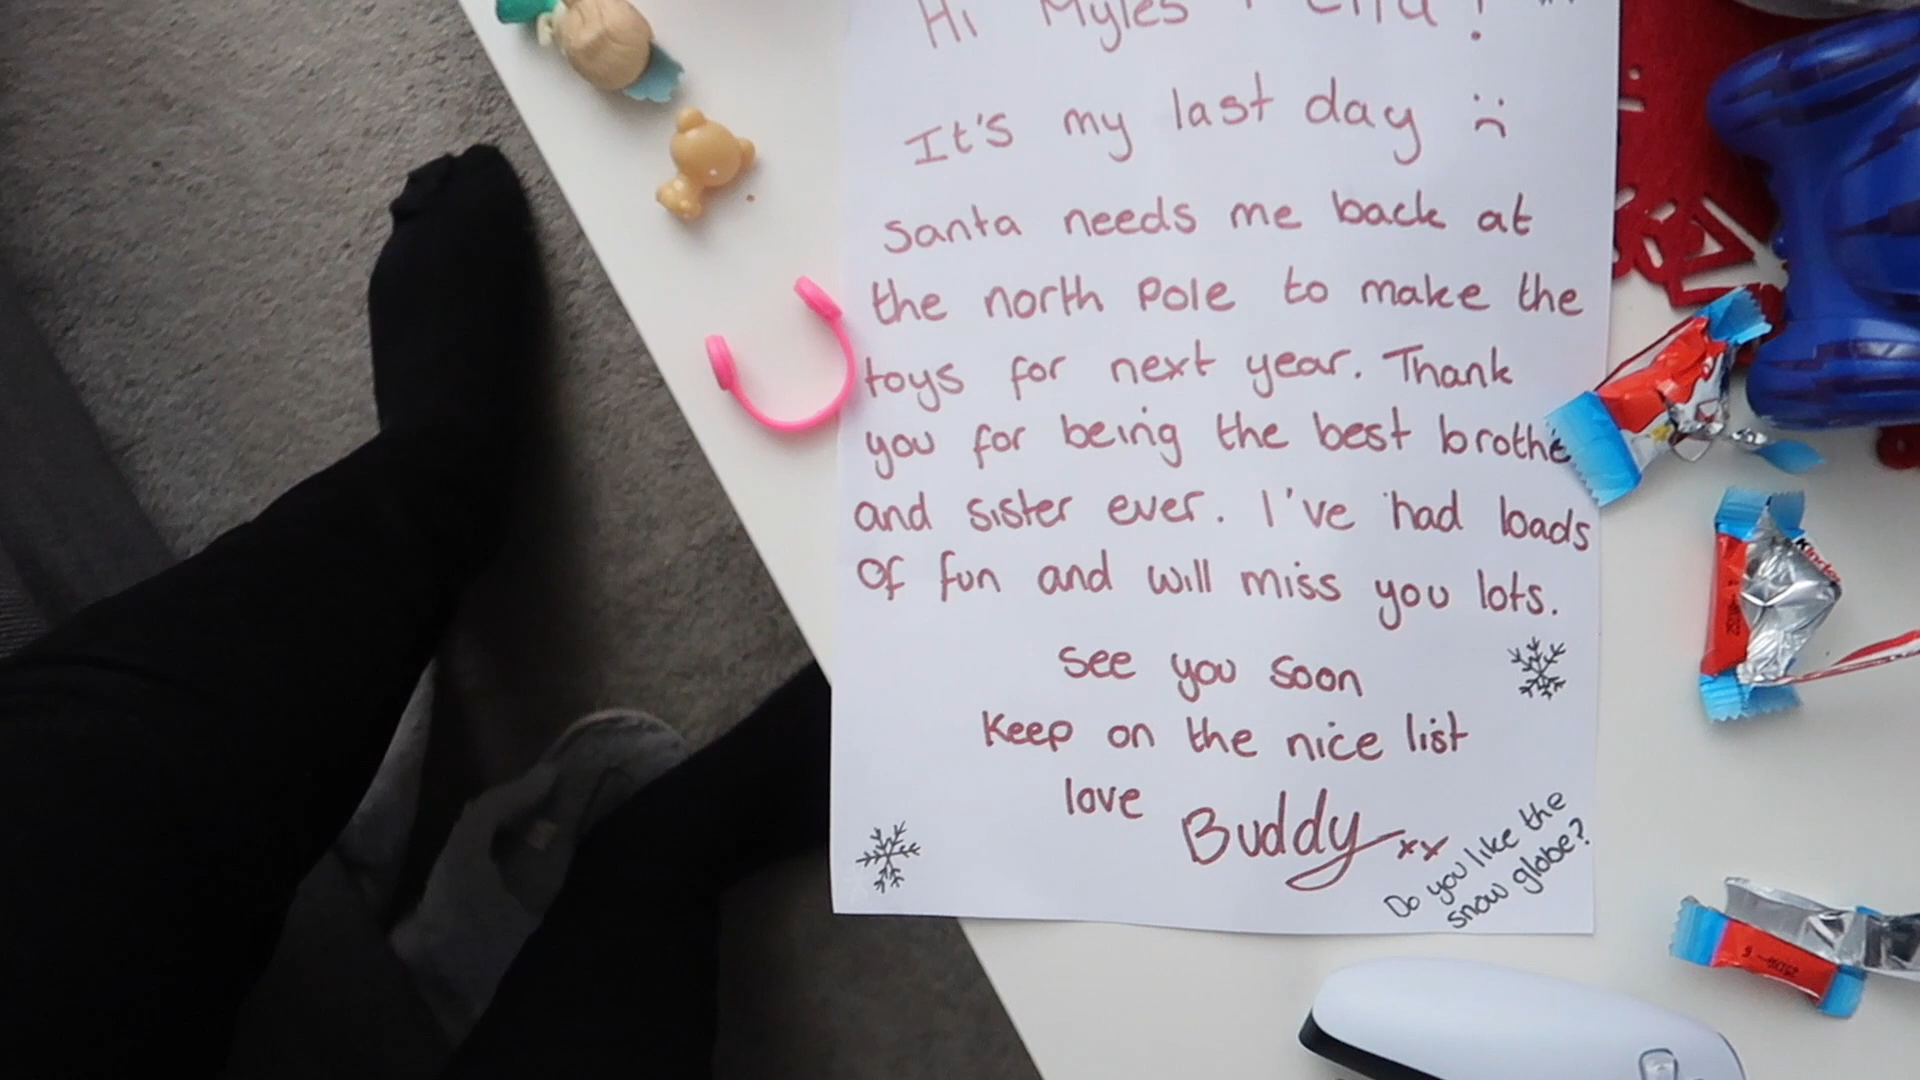 Hi Myles + Ella!
It's my last day :(
Santa needs me back at
the north Pole to make the
toys for next year. Thank
you for being the best brothe
and sister ever. I've had loads
of fun and will miss you lots.
See you soon
Keep on the nice list
love Buddy xx
Do you like the
snow globe?
Kinder